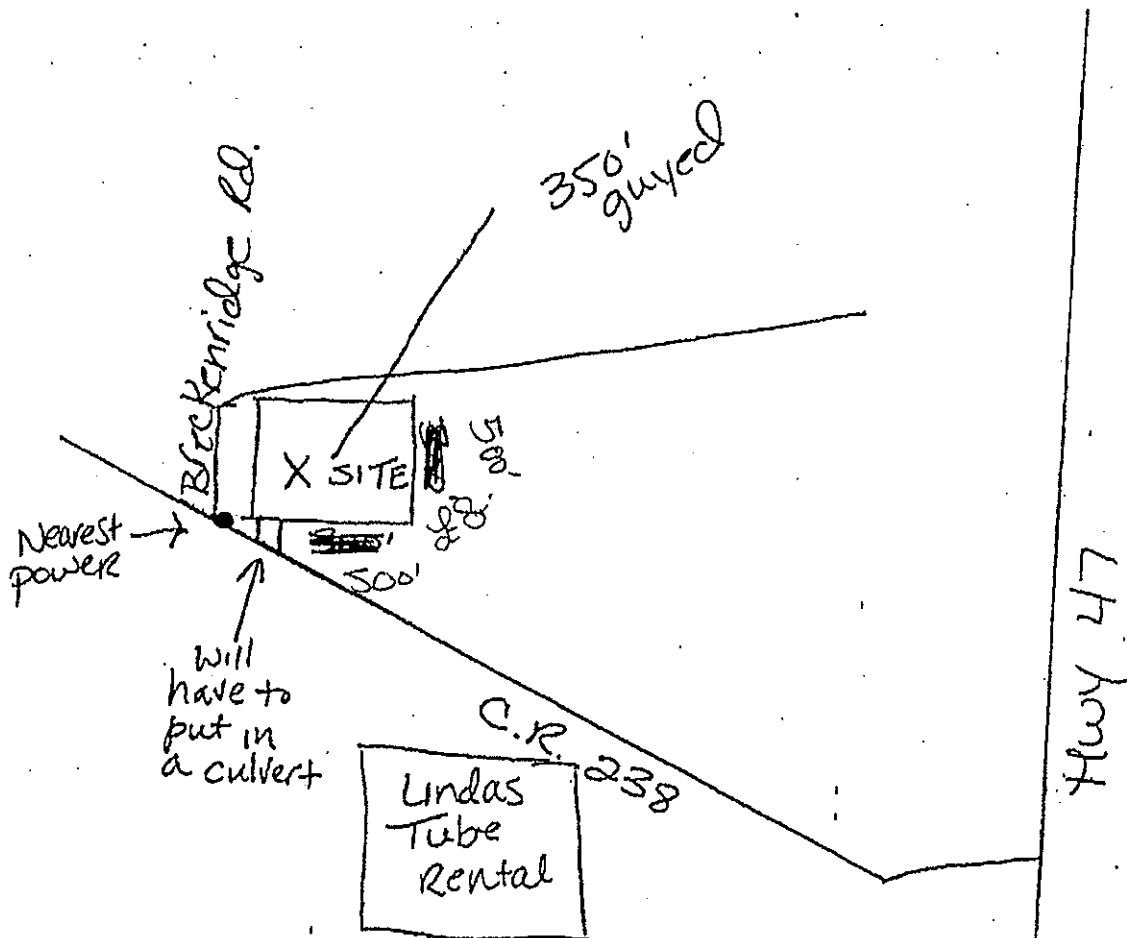 350'
guyed
Breckenridge Rd.
X SITE
500'
500'
Nearest
power
will
have to
put in
a culvert
C.R. 238
Lindas
Tube
Rental
Hwy 47